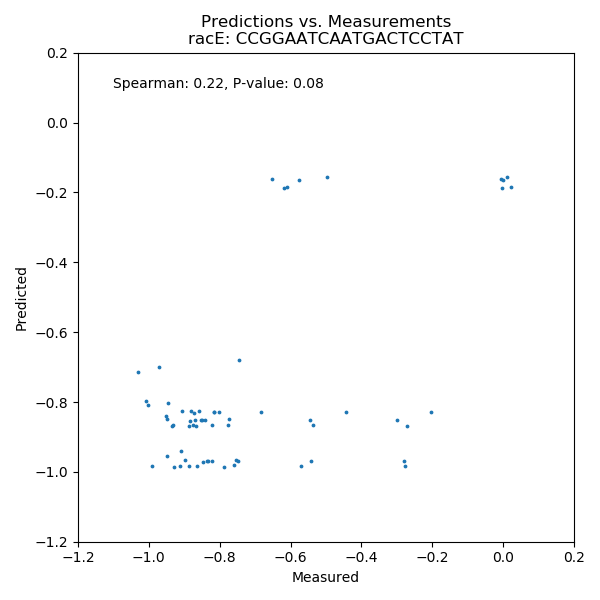 Predictions vs. Measurements
racE: CCGGAATCAATGACTCCTAT
Spearman: 0.22, P-value: 0.08
Predicted
0.2
0.0
−0.2
−0.4
−0.6
−0.8
−1.0
−1.2
−1.2 −1.0 −0.8 −0.6 −0.4 −0.2 0.0 0.2
Measured